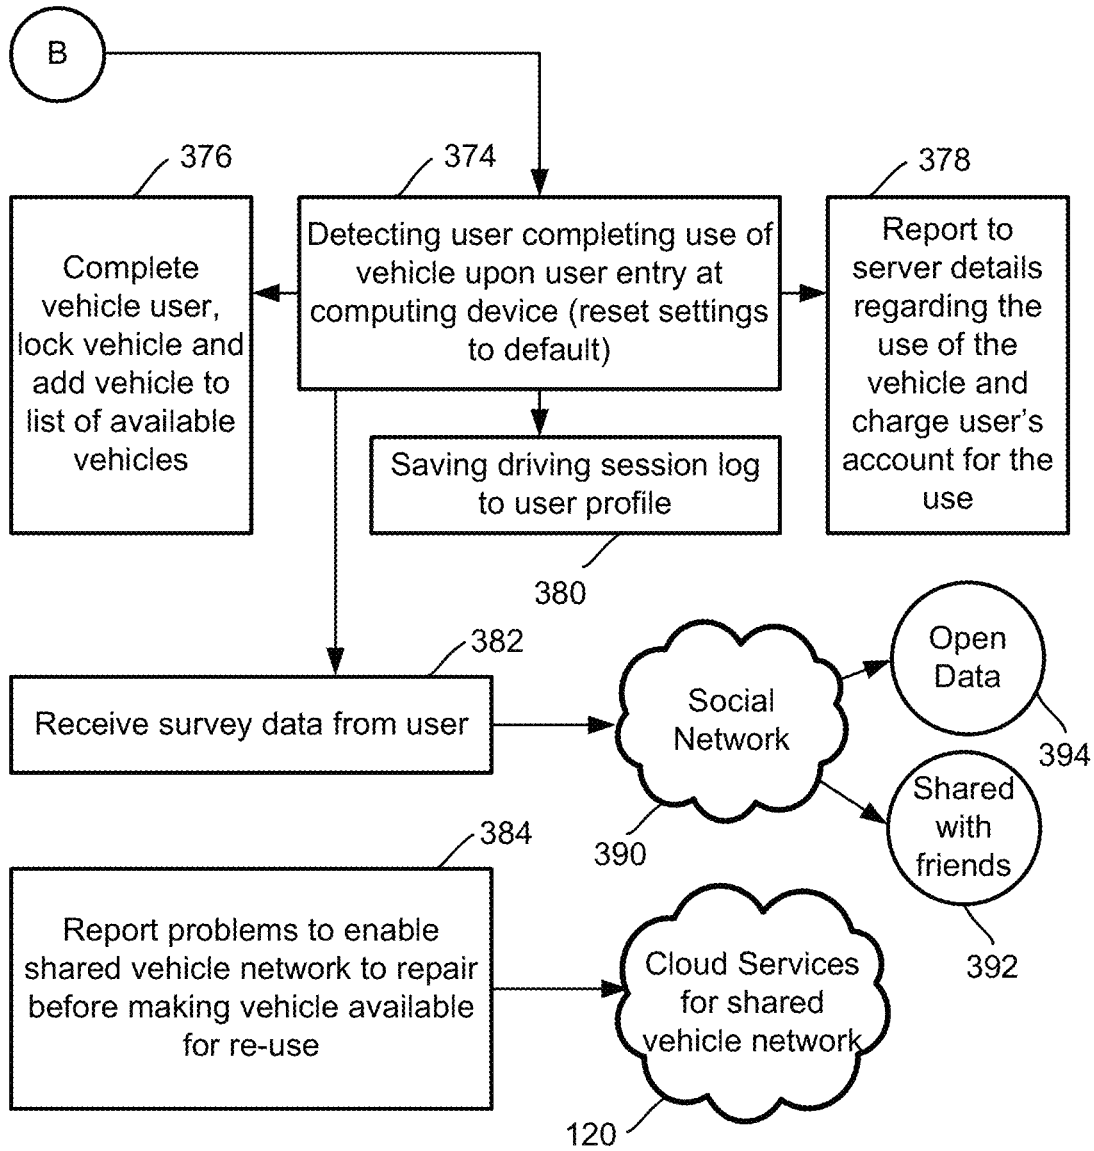 B
376
374
378
Complete
vehicle user,
lock vehicle and
add vehicle to
list of available
vehicles
Detecting user completing use of
vehicle upon user entry at
computing device (reset settings
to default)
Report to
server details
regarding the
use of the
vehicle and
charge user's
account for the
use
Saving driving session log
to user profile
380
382
Receive survey data from user
Social
Network
390
Open
Data
394
Shared
with
friends
392
384
Report problems to enable
shared vehicle network to repair
before making vehicle available
for re-use
Cloud Services
for shared
vehicle network
120